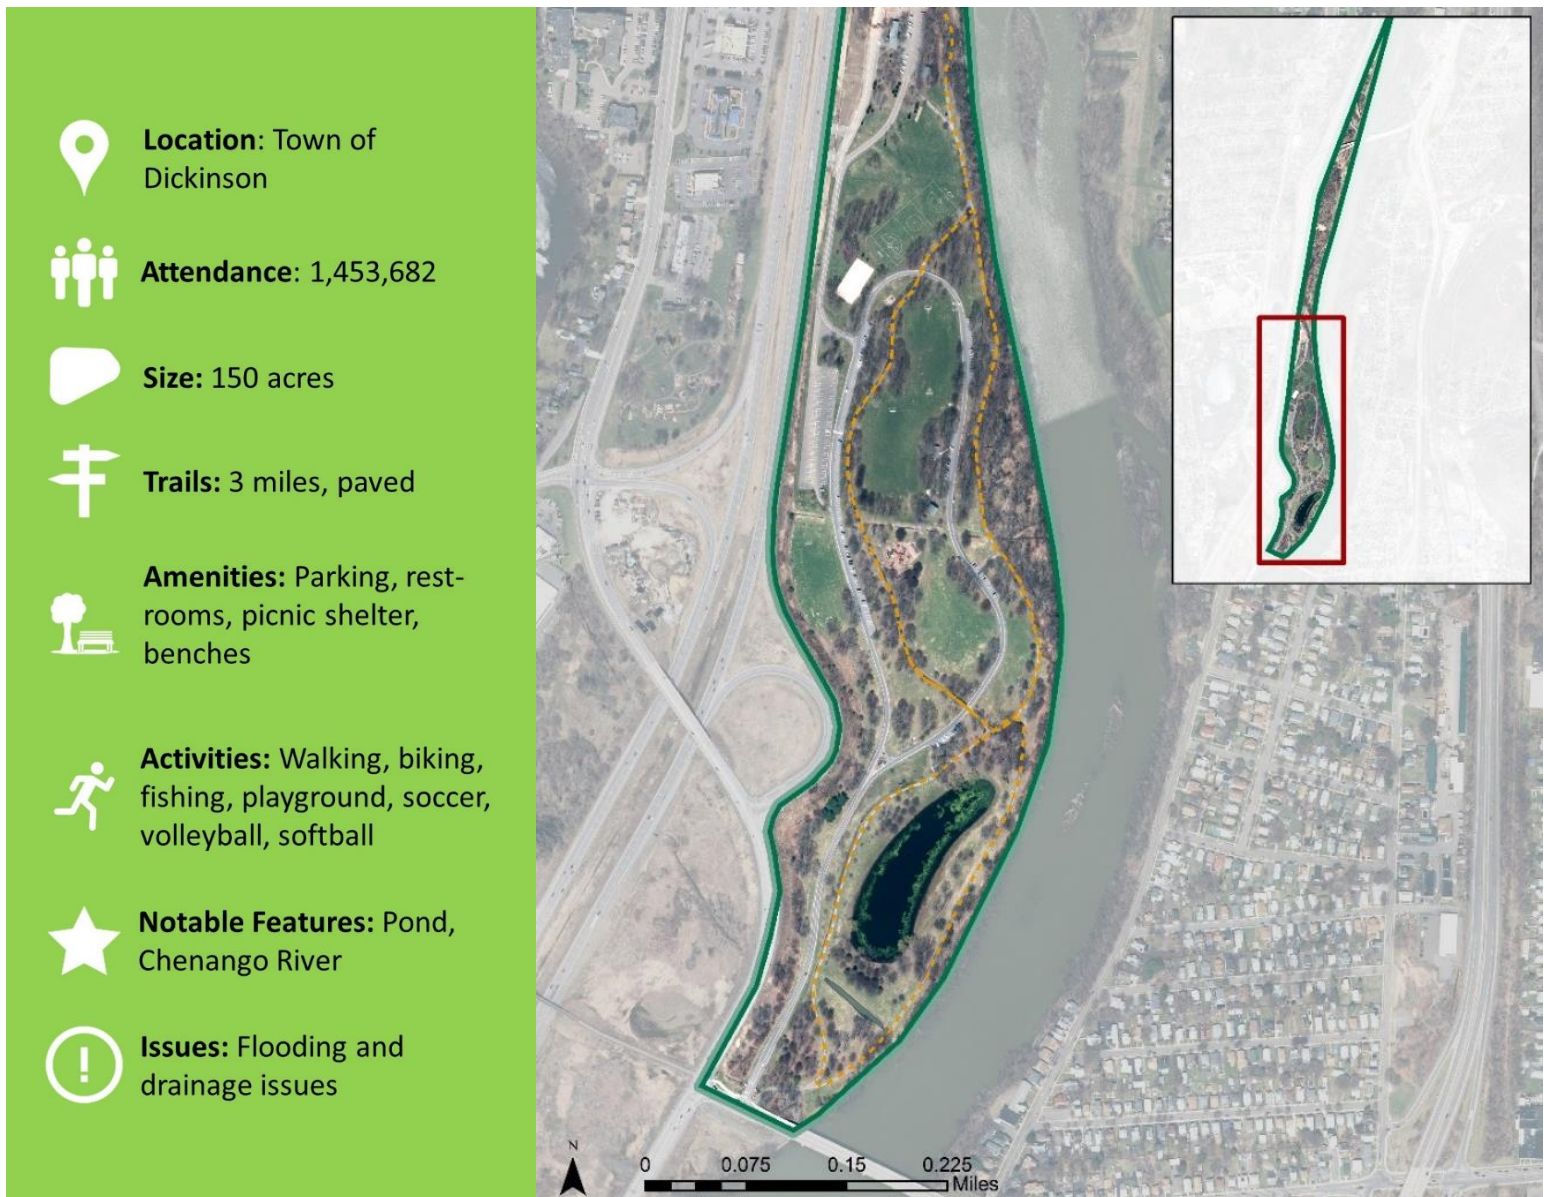 Location: Town of
Dickinson
Attendance: 1,453,682
Size: 150 acres
Trails: 3 miles, paved
Amenities: Parking, rest-
rooms, picnic shelter,
benches
Activities: Walking, biking,
fishing, playground, soccer,
volleyball, softball
Notable Features: Pond,
Chenango River
Issues: Flooding and
drainage issues
N
0 0.075 0.15 0.225
Miles